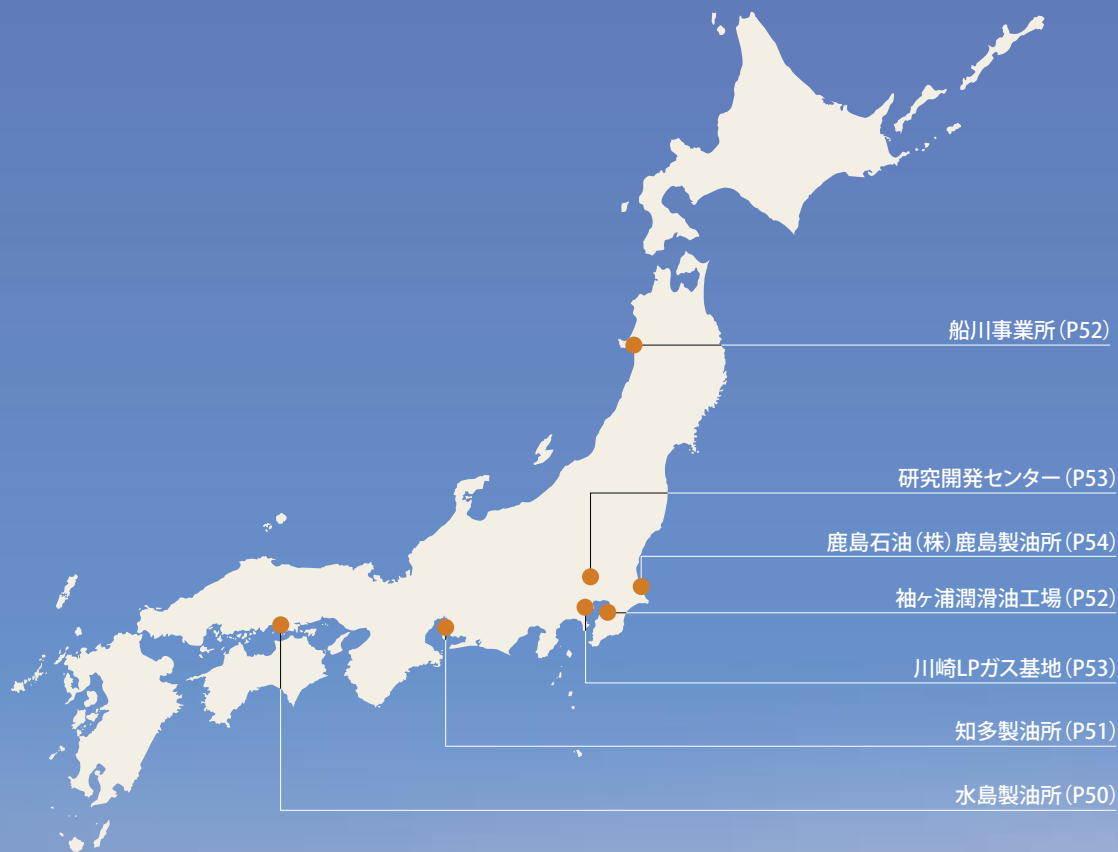 船川事業所(P52)
研究開発センター(P53)
鹿島石油(株)鹿島製油所(P54)
袖ヶ浦潤滑油工場(P52)
川崎LPガス基地(P53)
知多製油所(P51)
水島製油所(P50)